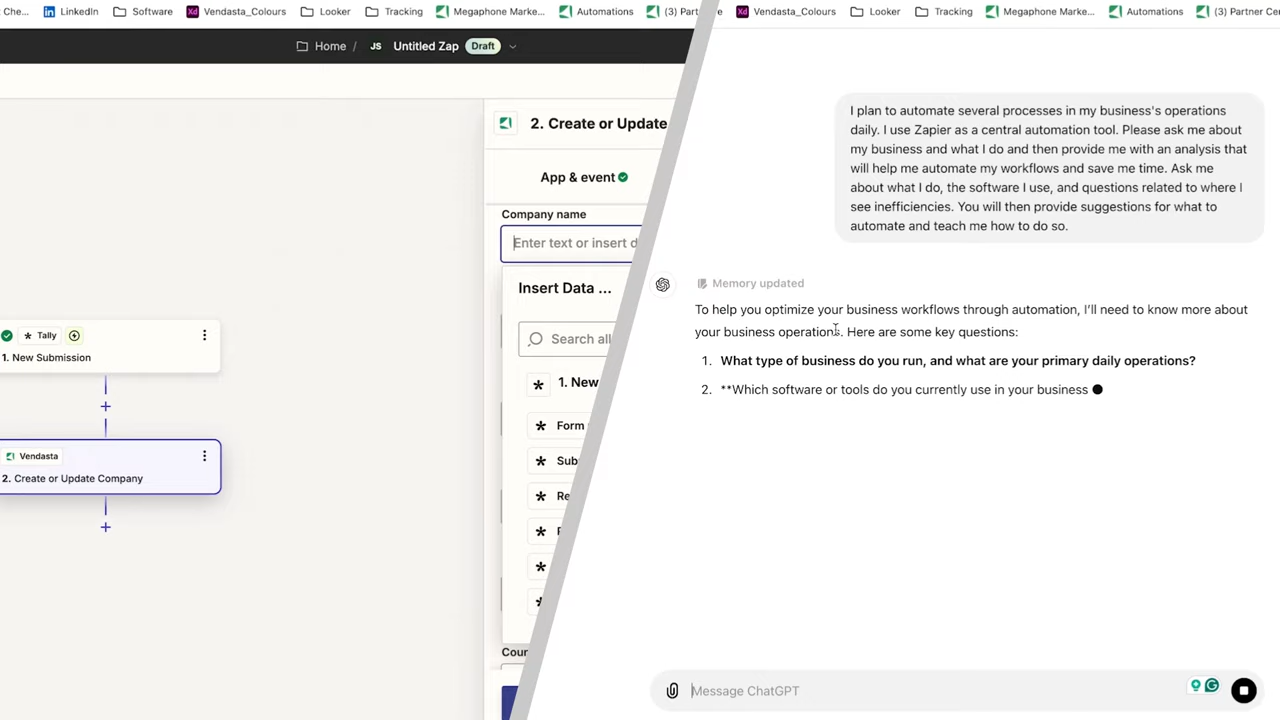 Che...
LinkedIn
Software
Vendasta_Colours
Looker
Tracking
Megaphone Marke...
Automations
(3) Part
Home / JS Untitled Zap Draft
2. Create or Update
App & event
Company name
Enter text or insert d
Insert Data ...
Search all
1. New
Form
Sub
Re
Cour
Tally
1. New Submission
Vendasta
2. Create or Update Company
Vendasta_Colours
Looker
Tracking
Megaphone Marke...
Automations
(3) Partner Cen
I plan to automate several processes in my business's operations
daily. I use Zapier as a central automation tool. Please ask me about
my business and what I do and then provide me with an analysis that
will help me automate my workflows and save me time. Ask me
about what I do, the software I use, and questions related to where I
see inefficiencies. You will then provide suggestions for what to
automate and teach me how to do so.
Memory updated
To help you optimize your business workflows through automation, I'll need to know more about
your business operations. Here are some key questions:
1. What type of business do you run, and what are your primary daily operations?
2. **Which software or tools do you currently use in your business
Message ChatGPT